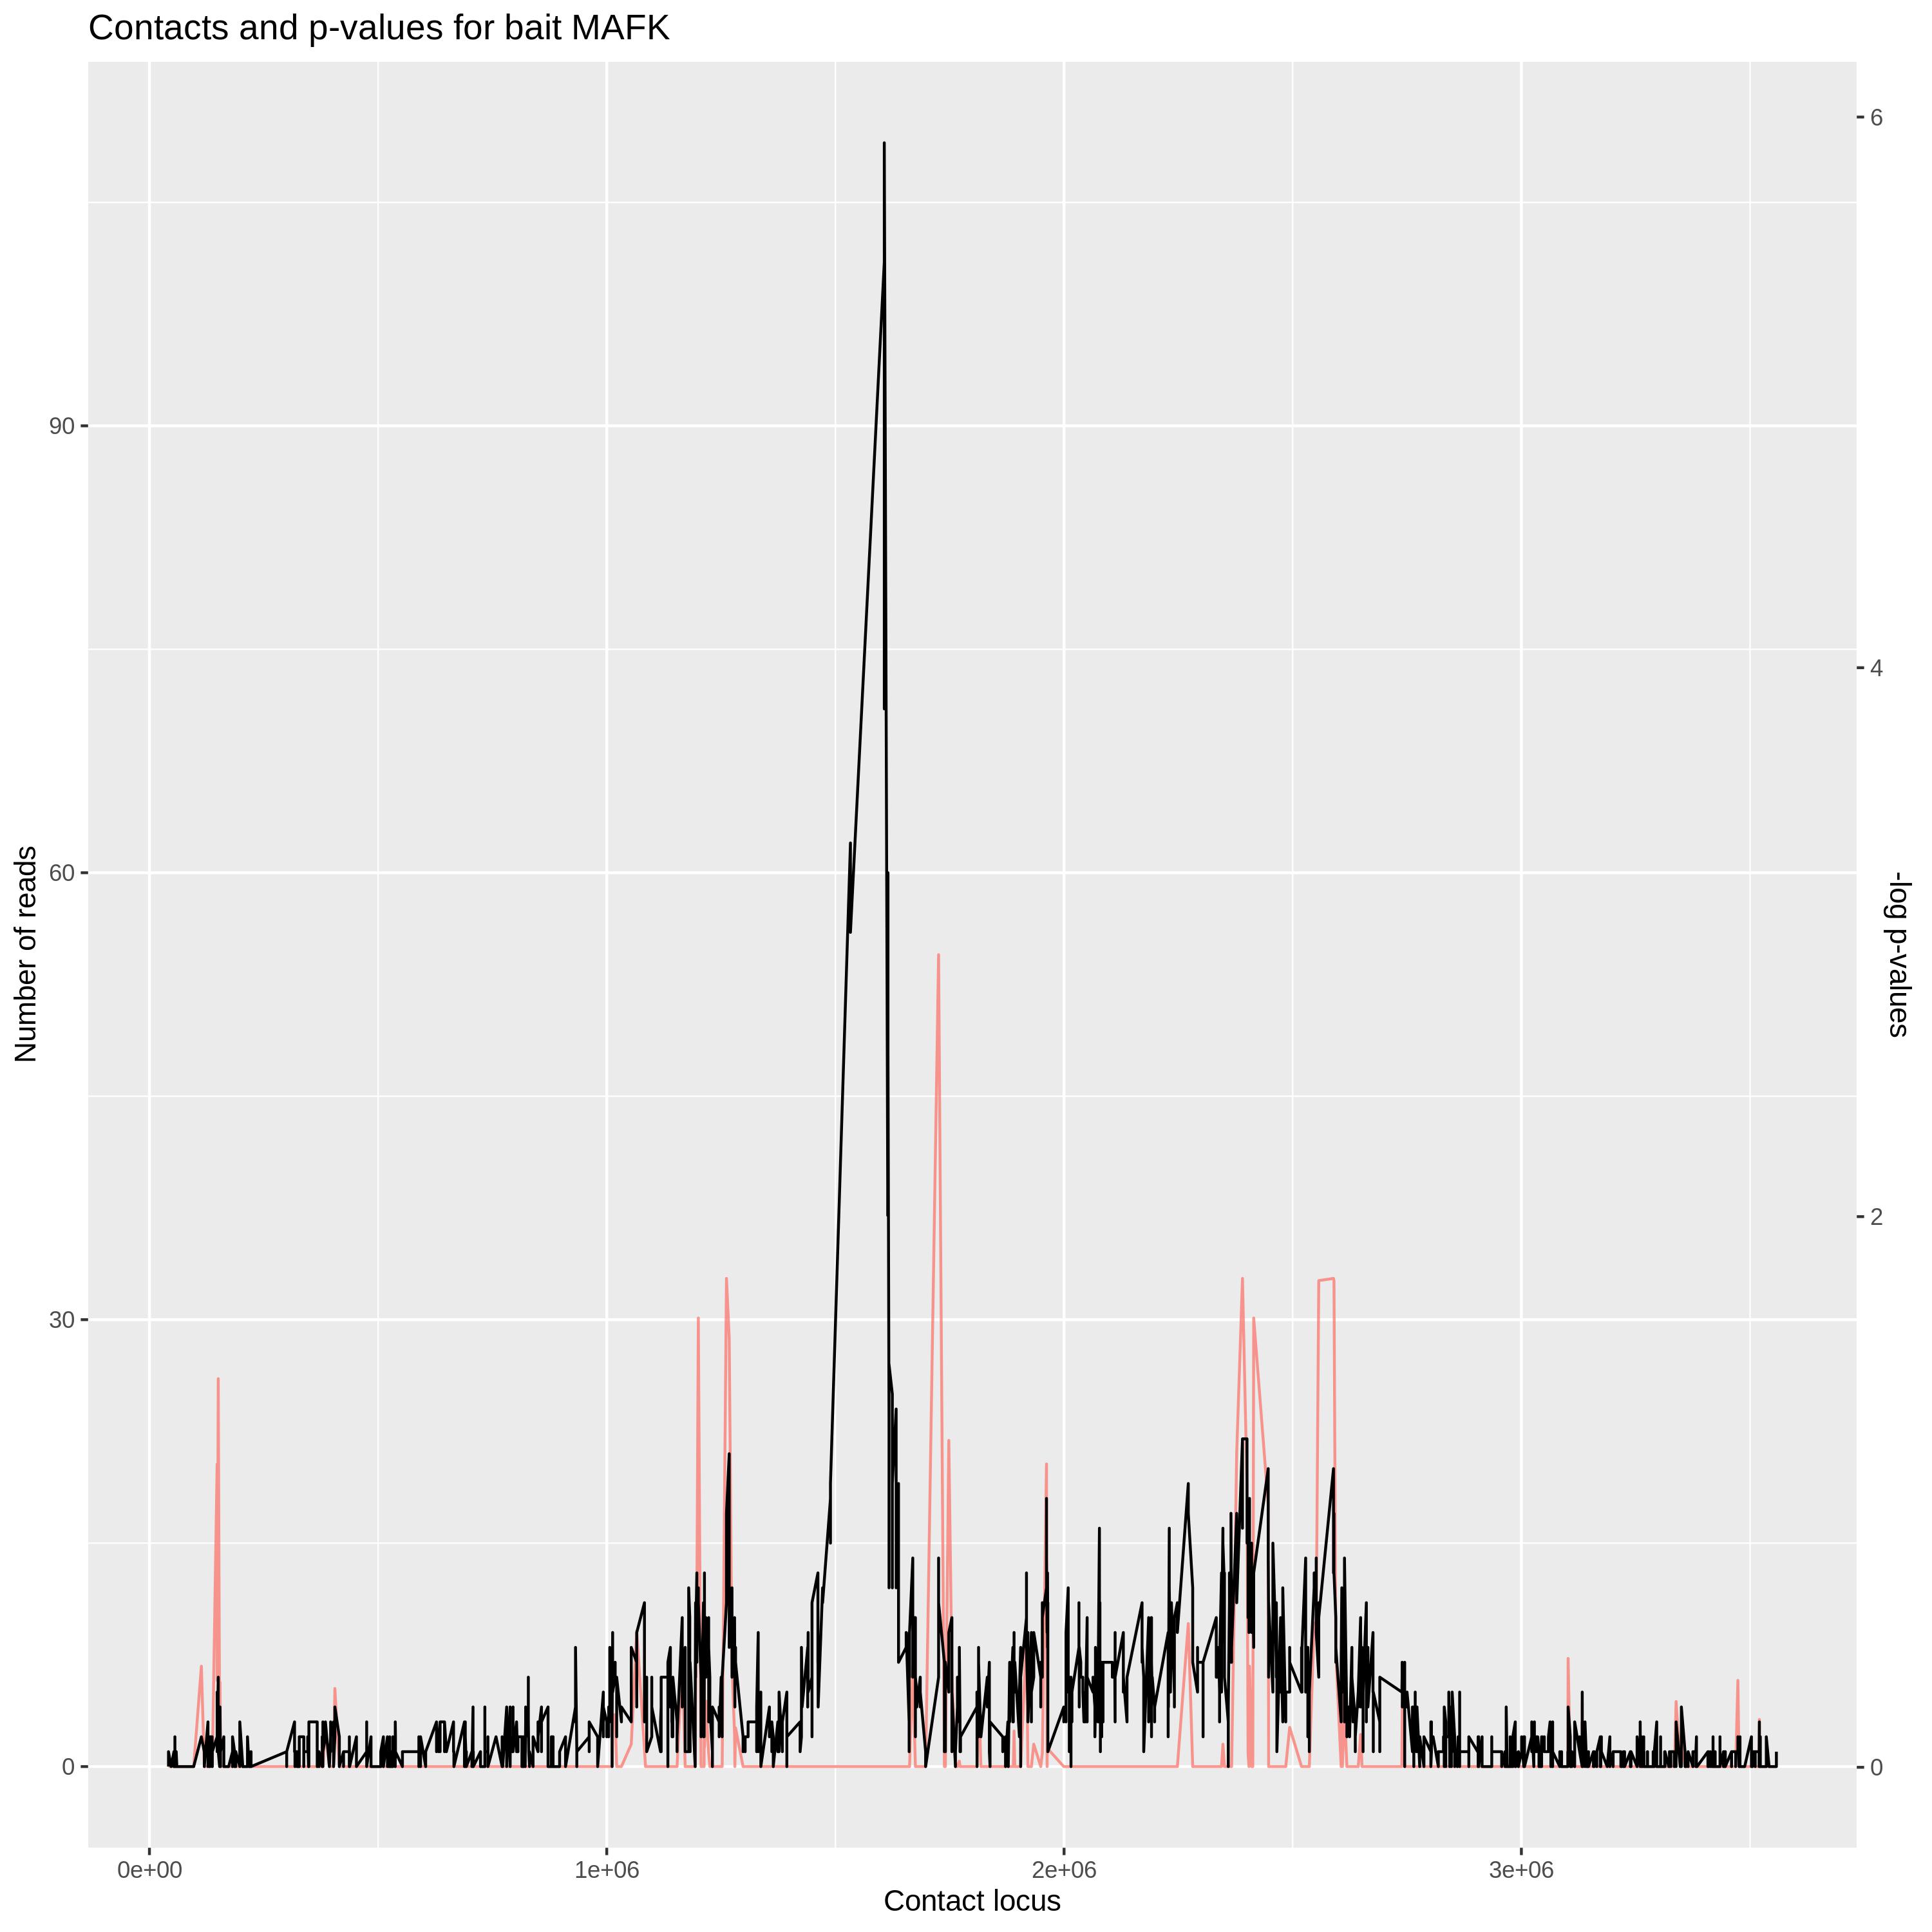 Contacts and p-values for bait MAFK
Number of reads
90
60
30
0
6
4
2
0
-log p-values
0e+00
1e+06
2e+06
3e+06
Contact locus